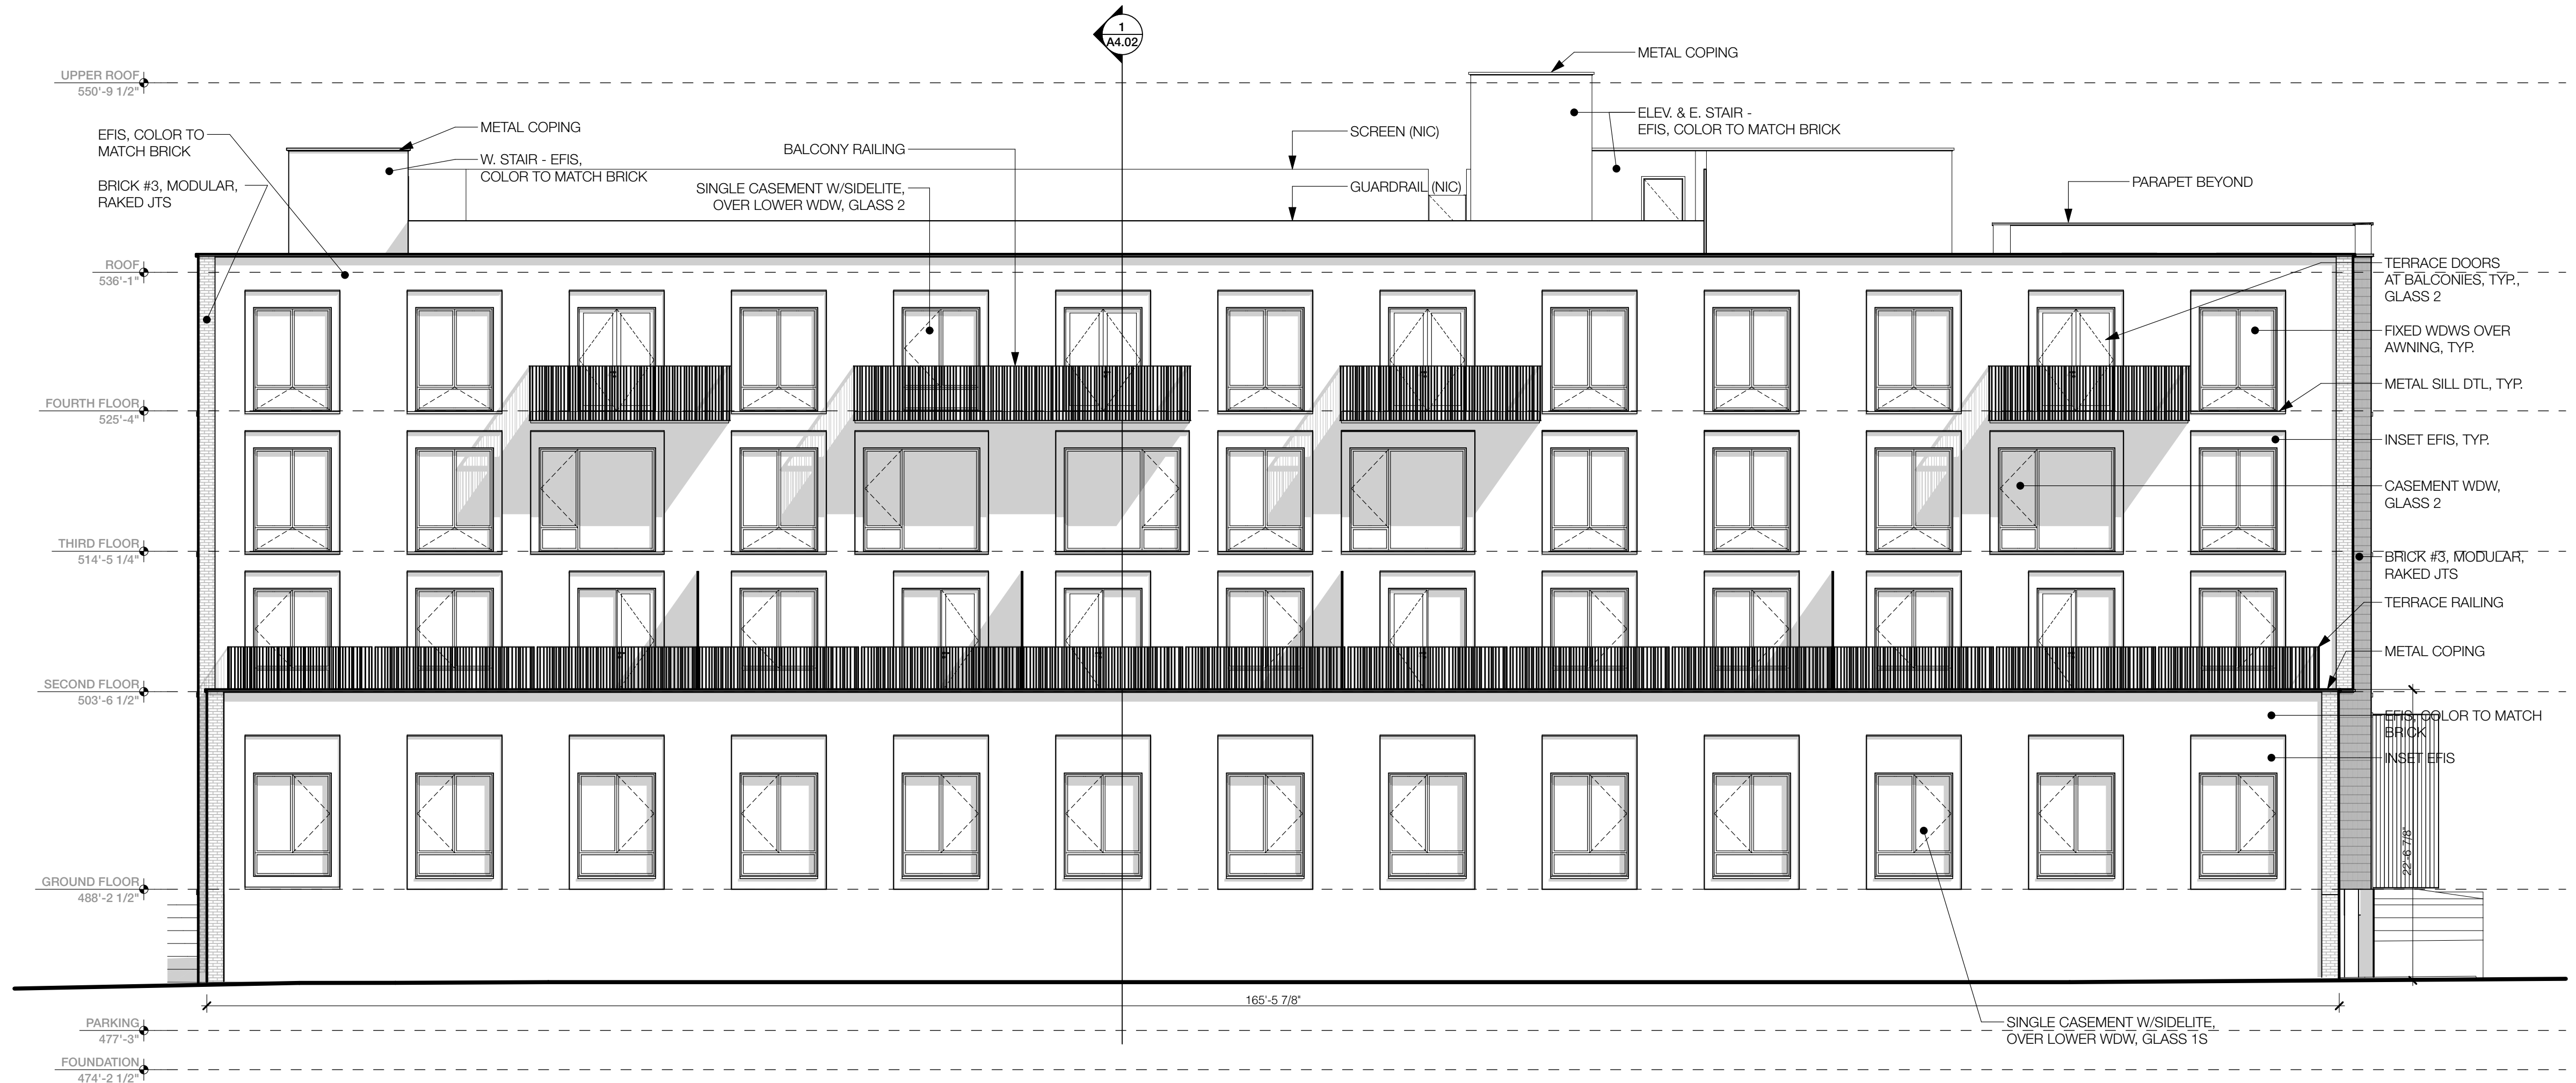 1
A4.02
METAL COPING
UPPER ROOF
550'-9 1/2"
ELEV. & E. STAIR -
EFIS, COLOR TO MATCH BRICK
EFIS, COLOR TO
MATCH BRICK
METAL COPING
SCREEN (NIC)
BALCONY RAILING
W. STAIR - EFIS,
COLOR TO MATCH BRICK
BRICK #3, MODULAR,
RAKED JTS
SINGLE CASEMENT W/SIDELITE,
OVER LOWER WDW, GLASS 2
GUARDRAIL (NIC)
PARAPET BEYOND
ROOF
536'-1"
TERRACE DOORS
AT BALCONIES, TYP.,
GLASS 2
FIXED WDWS OVER
AWNING, TYP.
METAL SILL DTL, TYP.
FOURTH FLOOR
525'-4"
INSET EFIS, TYP.
CASEMENT WDW,
GLASS 2
THIRD FLOOR
514'-5 1/4"
BRICK #3, MODULAR,
RAKED JTS
TERRACE RAILING
METAL COPING
SECOND FLOOR
503'-6 1/2"
EFIS, COLOR TO MATCH
BRICK
INSET EFIS
22'-6 7/8"
GROUND FLOOR
488'-2 1/2"
165'-5 7/8"
PARKING
477'-3"
SINGLE CASEMENT W/SIDELITE,
OVER LOWER WDW, GLASS 1S
FOUNDATION
474'-2 1/2"